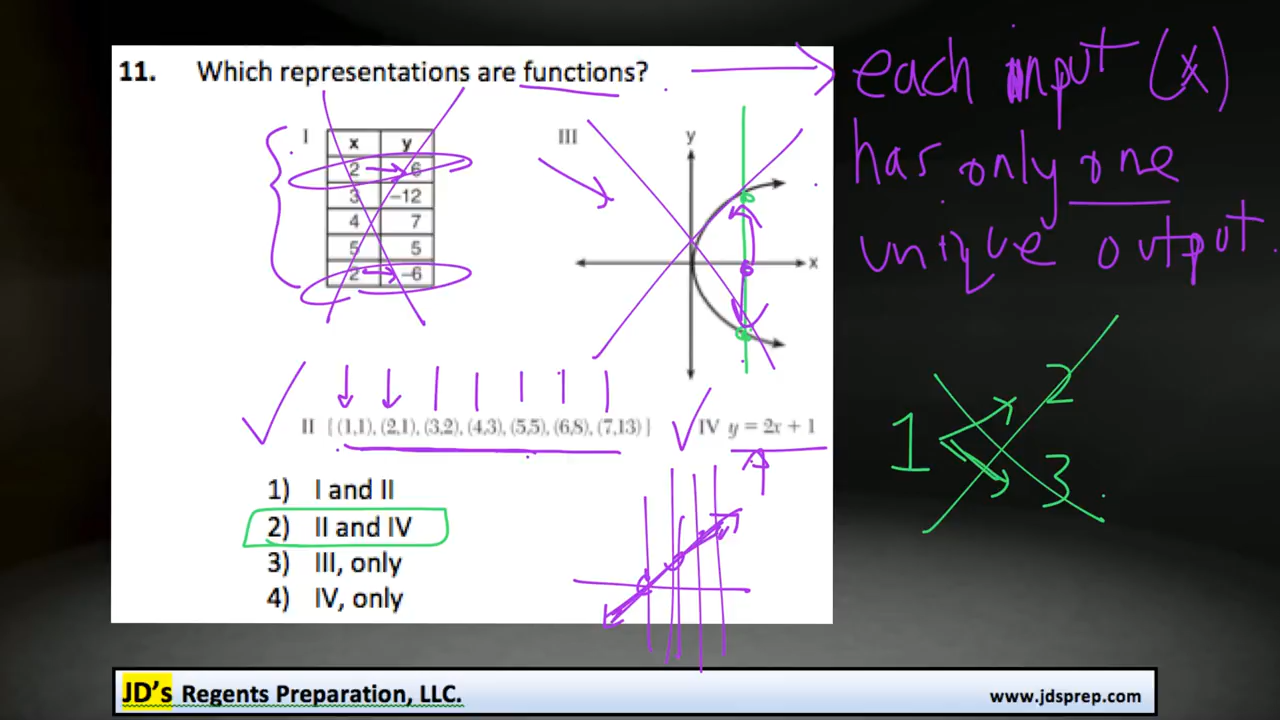 11. Which representations are functions?
each input (x)
has only one
unique output
I
x y
2 6
3 -12
4 7
5 5
2 -6
III
y
x
II {(1,1), (2,1), (3,2), (4,3), (5,5), (6,8), (7,13)}
IV y = 2x + 1
1 2
3
1) I and II
2) II and IV
3) III, only
4) IV, only
JD's Regents Preparation, LLC.
www.jdsprep.com